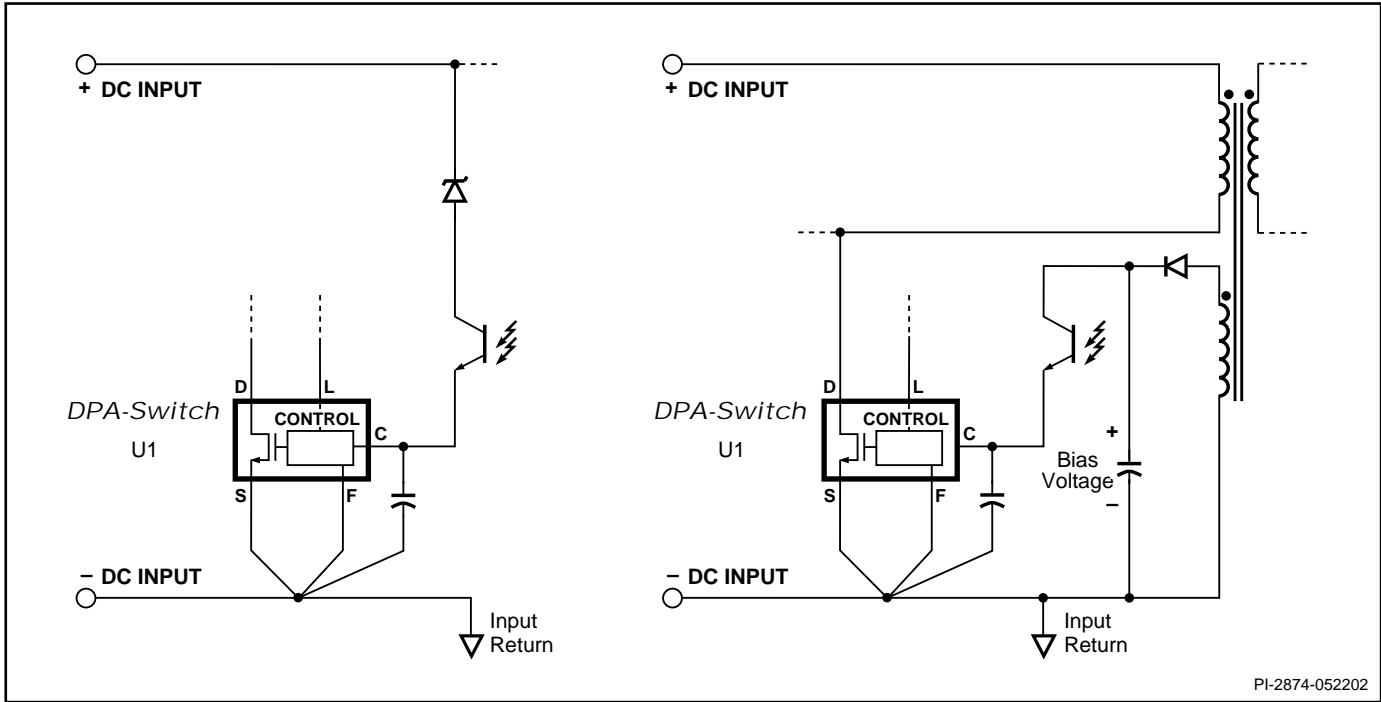 + DC INPUT
D
L
DPA-Switch
U1
CONTROL
C
S
F
– DC INPUT
Input
Return
+ DC INPUT
D
L
DPA-Switch
U1
CONTROL
C
S
F
+
Bias
Voltage
–
– DC INPUT
Input
Return
PI-2874-052202